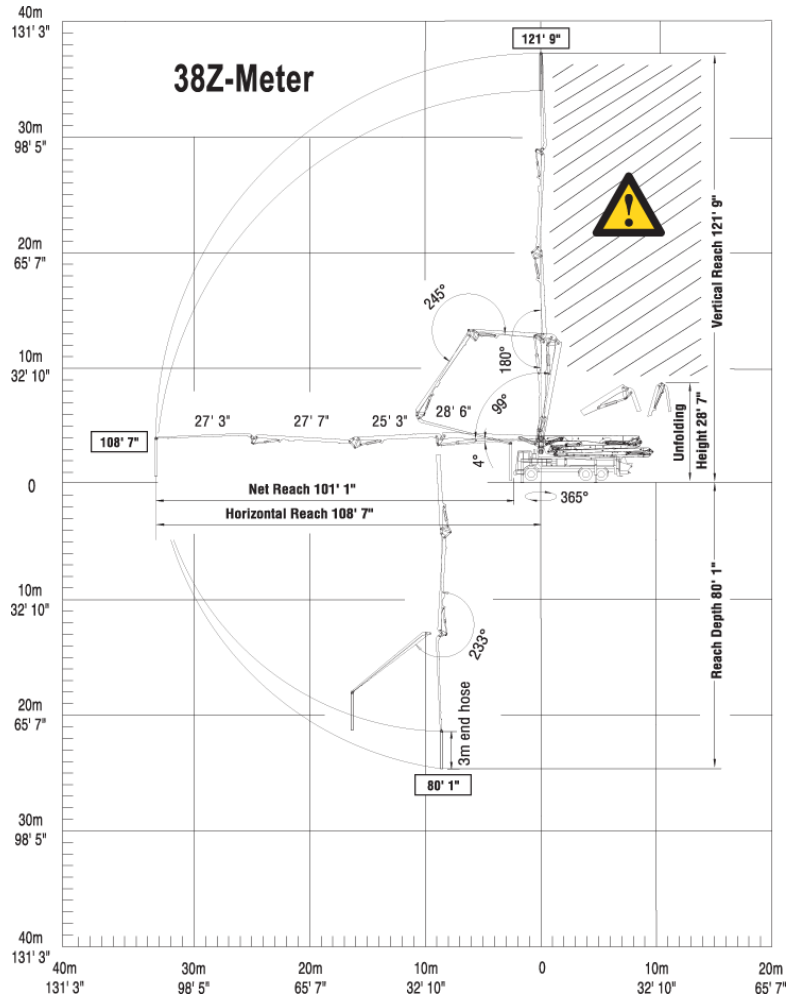 40m
131' 3"
121' 9"
38Z-Meter
30m
98' 5"
20m
65' 7"
Vertical Reach 121' 9"
245°
180°
10m
32' 10"
99°
27' 3"
27' 7"
25' 3"
28' 6"
108' 7"
4°
Unfolding
Height 28' 7"
0
Net Reach 101' 1"
365°
Horizontal Reach 108' 7"
10m
32' 10"
233°
Reach Depth 80' 1"
20m
65' 7"
3m end hose
80' 1"
30m
98' 5"
40m
131' 3"
40m
131' 3"
30m
98' 5"
20m
65' 7"
10m
32' 10"
0
10m
32' 10"
20m
65' 7"
!